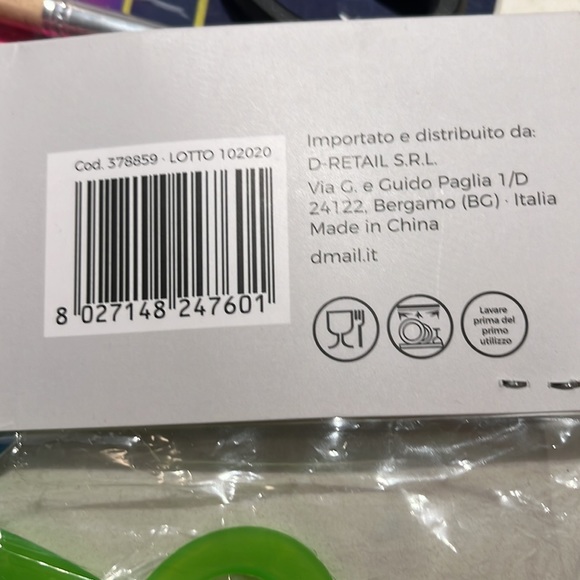 Cod. 378859 · LOTTO 102020
8 027148 247601
Importato e distribuito da:
D-RETAIL S.R.L.
Via G. e Guido Paglia 1/D
24122, Bergamo (BG) · Italia
Made in China
dmail.it
Lavare
prima del
primo
utilizzo